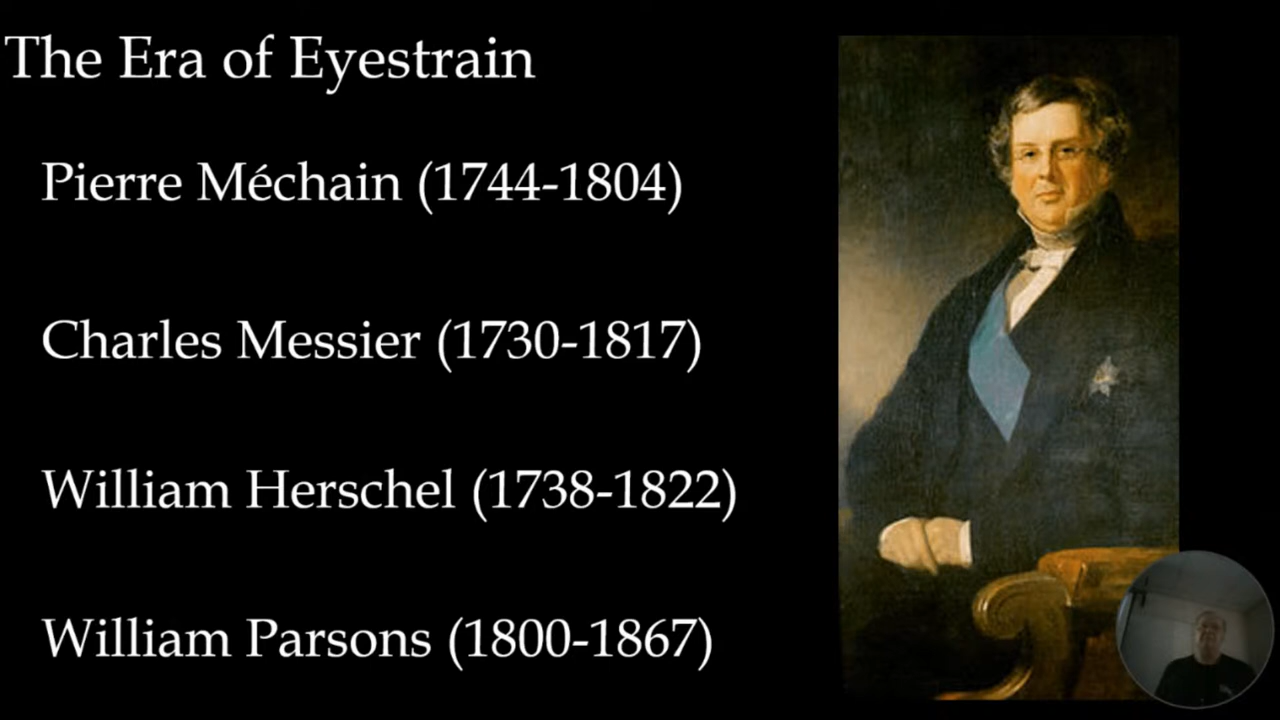 The Era of Eyestrain
Pierre Méchain (1744-1804)
Charles Messier (1730-1817)
William Herschel (1738-1822)
William Parsons (1800-1867)